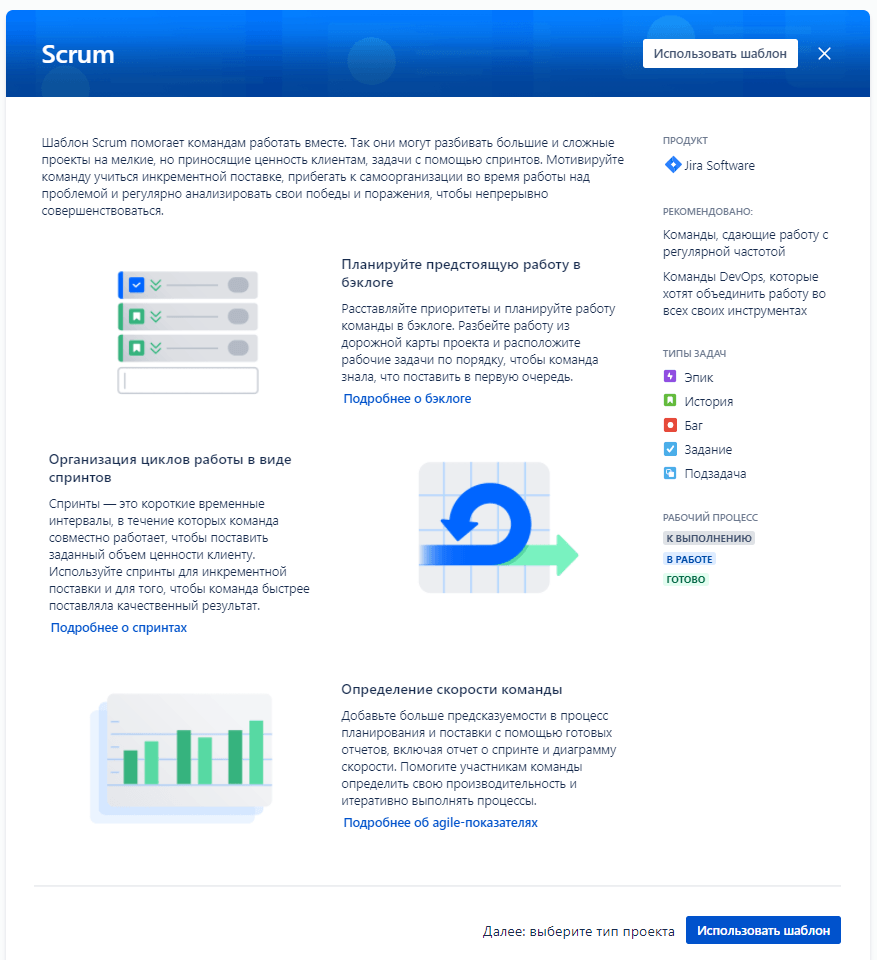 Scrum
Использовать шаблон
Шаблон Scrum помогает командам работать вместе. Так они могут разбивать большие и сложные
проекты на мелкие, но приносящие ценность клиентам, задачи с помощью спринтов. Мотивируйте
команду учиться инкрементной поставке, прибегать к самоорганизации во время работы над
проблемой и регулярно анализировать свои победы и поражения, чтобы непрерывно
совершенствоваться.
Планируйте предстоящую работу в
бэклоге
Расставляйте приоритеты и планируйте работу
команды в бэклоге. Разбейте работу из
дорожной карты проекта и расположите
рабочие задачи по порядку, чтобы команда
знала, что поставить в первую очередь.
Подробнее о бэклоге
Организация циклов работы в виде
спринтов
Спринты — это короткие временные
интервалы, в течение которых команда
совместно работает, чтобы поставить
заданный объем ценности клиенту.
Используйте спринты для инкрементной
поставки и для того, чтобы команда быстрее
поставляла качественный результат.
Подробнее о спринтах
Определение скорости команды
Добавьте больше предсказуемости в процесс
планирования и поставки с помощью готовых
отчетов, включая отчет о спринте и диаграмму
скорости. Помогите участникам команды
определить свою производительность и
итеративно выполнять процессы.
Подробнее об agile-показателях
ПРОДУКТ
Jira Software
РЕКОМЕНДОВАНО:
Команды, сдающие работу с
регулярной частотой
Команды DevOps, которые
хотят объединить работу во
всех своих инструментах
ТИПЫ ЗАДАЧ
Эпик
История
Баг
Задание
Подзадача
РАБОЧИЙ ПРОЦЕСС
К ВЫПОЛНЕНИЮ
В РАБОТЕ
ГОТОВО
Далее: выберите тип проекта
Использовать шаблон